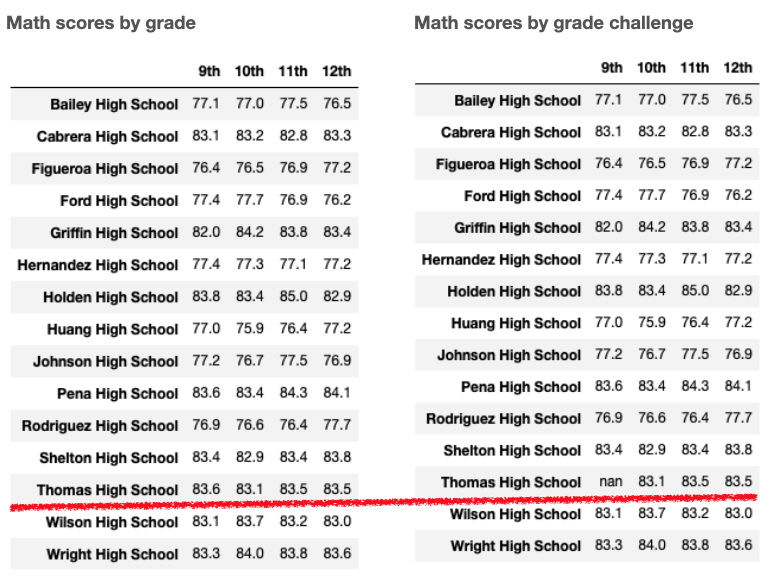 Math scores by grade
9th 10th 11th 12th
Bailey High School 77.1 77.0 77.5 76.5
Cabrera High School 83.1 83.2 82.8 83.3
Figueroa High School 76.4 76.5 76.9 77.2
Ford High School 77.4 77.7 76.9 76.2
Griffin High School 82.0 84.2 83.8 83.4
Hernandez High School 77.4 77.3 77.1 77.2
Holden High School 83.8 83.4 85.0 82.9
Huang High School 77.0 75.9 76.4 77.2
Johnson High School 77.2 76.7 77.5 76.9
Pena High School 83.6 83.4 84.3 84.1
Rodriguez High School 76.9 76.6 76.4 77.7
Shelton High School 83.4 82.9 83.4 83.8
Thomas High School 83.6 83.1 83.5 83.5
Wilson High School 83.1 83.7 83.2 83.0
Wright High School 83.3 84.0 83.8 83.6
Math scores by grade challenge
9th 10th 11th 12th
Bailey High School 77.1 77.0 77.5 76.5
Cabrera High School 83.1 83.2 82.8 83.3
Figueroa High School 76.4 76.5 76.9 77.2
Ford High School 77.4 77.7 76.9 76.2
Griffin High School 82.0 84.2 83.8 83.4
Hernandez High School 77.4 77.3 77.1 77.2
Holden High School 83.8 83.4 85.0 82.9
Huang High School 77.0 75.9 76.4 77.2
Johnson High School 77.2 76.7 77.5 76.9
Pena High School 83.6 83.4 84.3 84.1
Rodriguez High School 76.9 76.6 76.4 77.7
Shelton High School 83.4 82.9 83.4 83.8
Thomas High School nan 83.1 83.5 83.5
Wilson High School 83.1 83.7 83.2 83.0
Wright High School 83.3 84.0 83.8 83.6